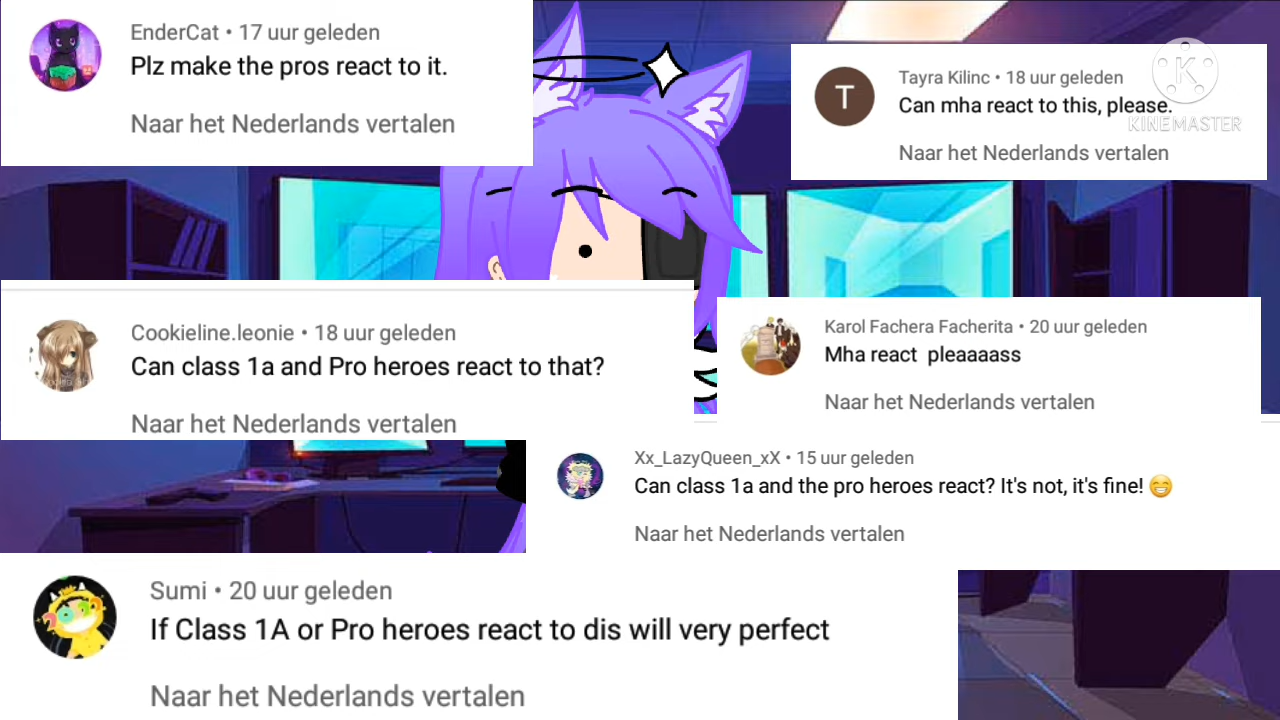 EnderCat • 17 uur geleden
Plz make the pros react to it.
Naar het Nederlands vertalen
T
Tayra Kilinc • 18 uur geleden
Can mha react to this, please.
Naar het Nederlands vertalen
K
KINEMASTER
Cookieline.leonie • 18 uur geleden
Can class 1a and Pro heroes react to that?
Naar het Nederlands vertalen
Karol Fachera Facherita • 20 uur geleden
Mha react pleaaaass
Naar het Nederlands vertalen
Xx_LazyQueen_xX • 15 uur geleden
Can class 1a and the pro heroes react? It's not, it's fine! 😁
Naar het Nederlands vertalen
Sumi • 20 uur geleden
If Class 1A or Pro heroes react to dis will very perfect
Naar het Nederlands vertalen